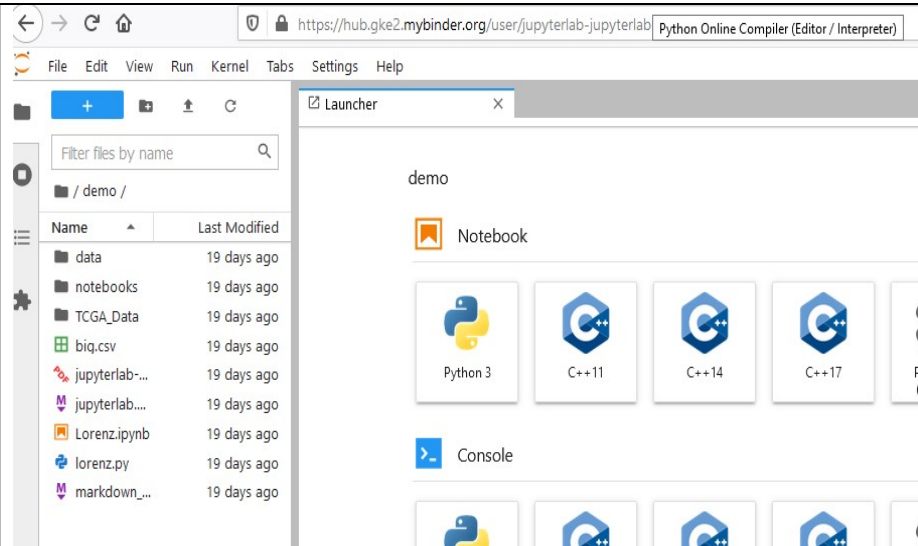 https://hub.gke2.mybinder.org/user/jupyterlab-jupyterlab
Python Online Compiler (Editor / Interpreter)
File Edit View Run Kernel Tabs Settings Help
+
Launcher
Filter files by name
/ demo /
Name Last Modified
data 19 days ago
notebooks 19 days ago
TCGA_Data 19 days ago
big.csv 19 days ago
jupyterlab-... 19 days ago
jupyterlab.... 19 days ago
Lorenz.ipynb 19 days ago
lorenz.py 19 days ago
markdown_... 19 days ago
demo
Notebook
Python 3 C++11 C++14 C++17
Console